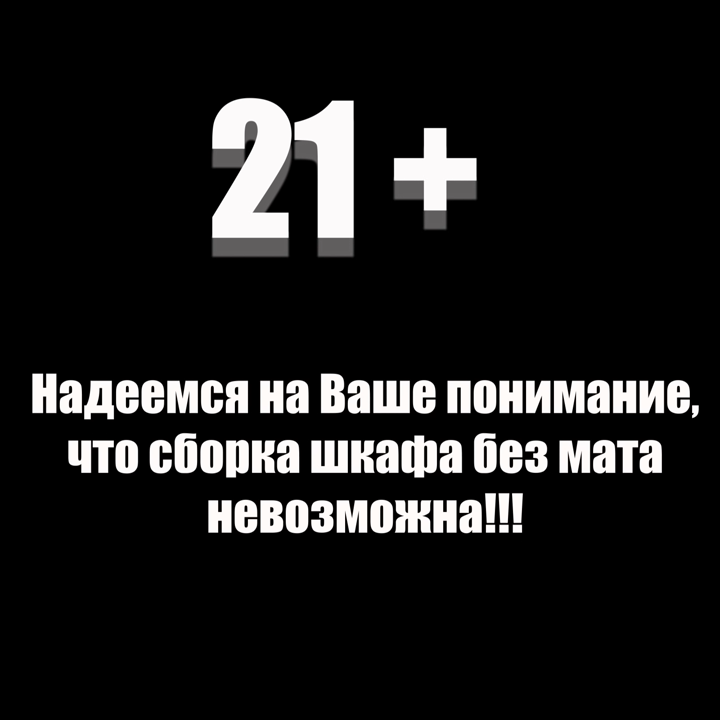 21+
Надеемся на Ваше понимание,
что сборка шкафа без мата
невозможна!!!